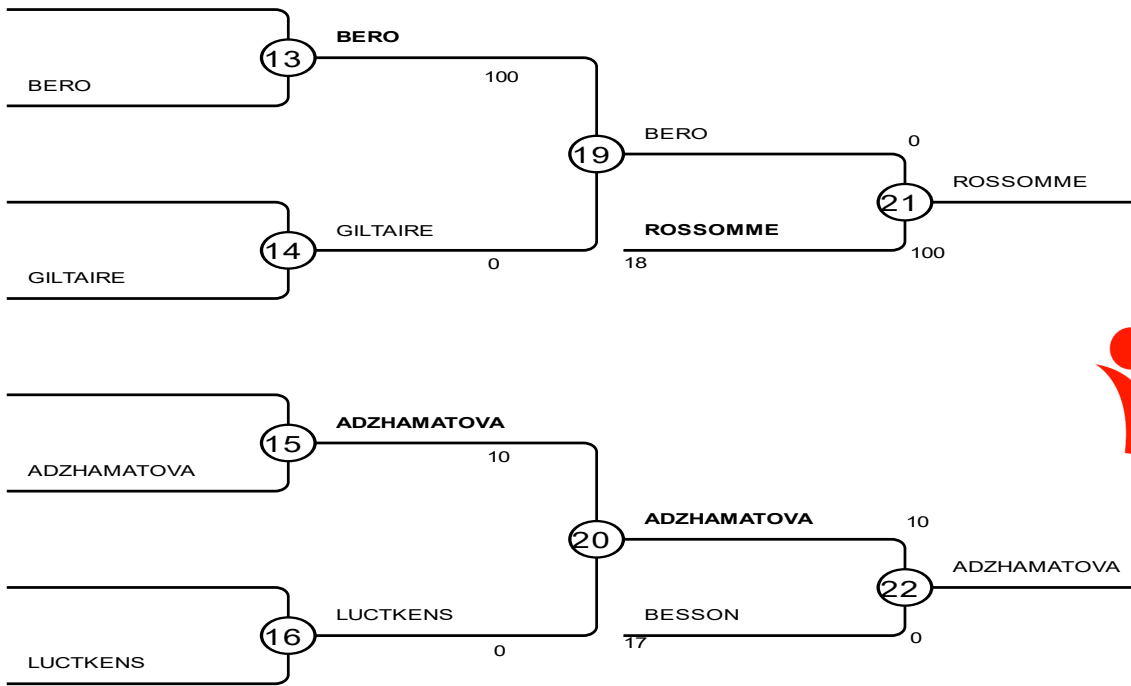 BERO
13
BERO
100
19
BERO
0
GILTAIRE
14
GILTAIRE
0
ROSSOMME
18
100
21
ROSSOMME
ADZHAMATOVA
15
ADZHAMATOVA
10
20
ADZHAMATOVA
10
LUCTKENS
16
LUCTKENS
0
BESSON
17
0
22
ADZHAMATOVA